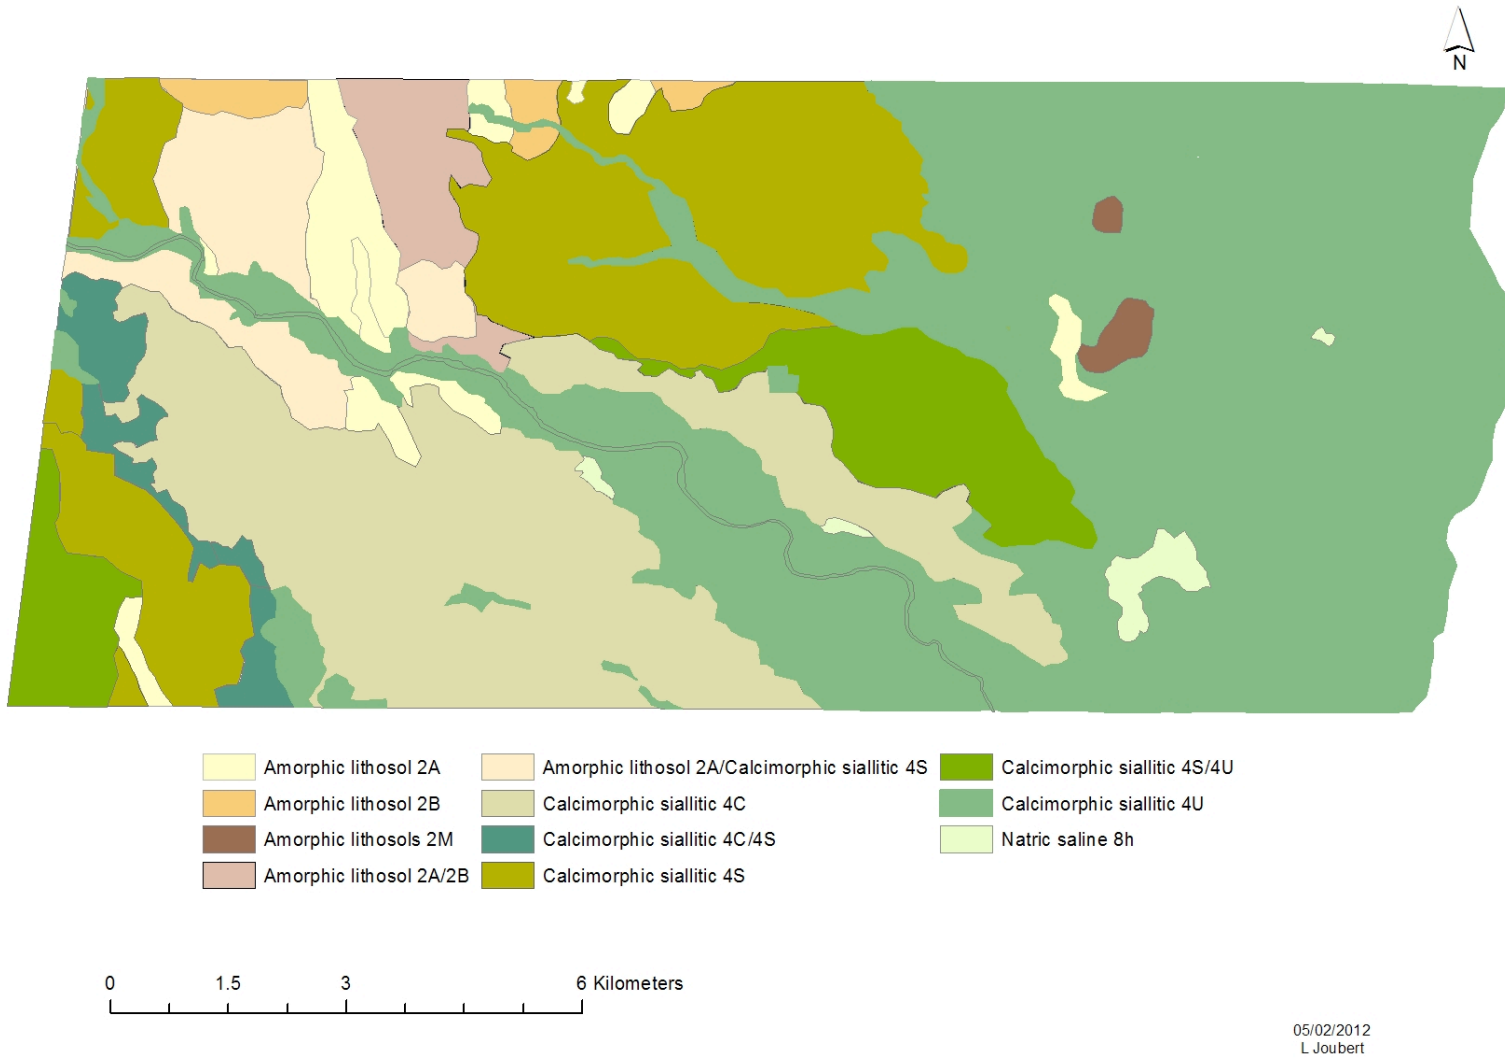 N
Amorphic lithosol 2A
Amorphic lithosol 2B
Amorphic lithosols 2M
Amorphic lithosol 2A/2B
Amorphic lithosol 2A/Calcimorphic siallitic 4S
Calcimorphic siallitic 4C
Calcimorphic siallitic 4C/4S
Calcimorphic siallitic 4S
Calcimorphic siallitic 4S/4U
Calcimorphic siallitic 4U
Natric saline 8h
0 1.5 3 6 Kilometers
05/02/2012
L Joubert